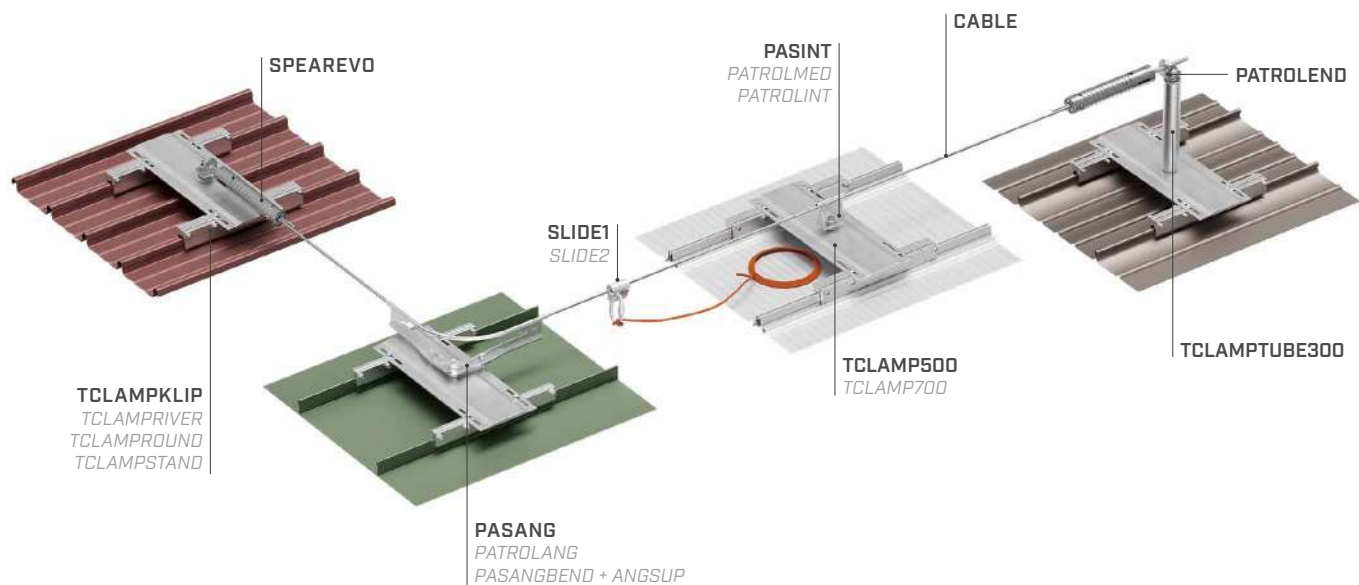 CABLE
SPEAREVO
PASINT
PATROLMED
PATROLINT
PATROLEND
SLIDE1
SLIDE2
TCLAMPTUBE300
TCLAMP500
TCLAMP700
TCLAMPKLIP
TCLAMPRIVER
TCLAMPROUND
TCLAMPSTAND
PASANG
PATROLANG
PASANGBEND + ANGSUP